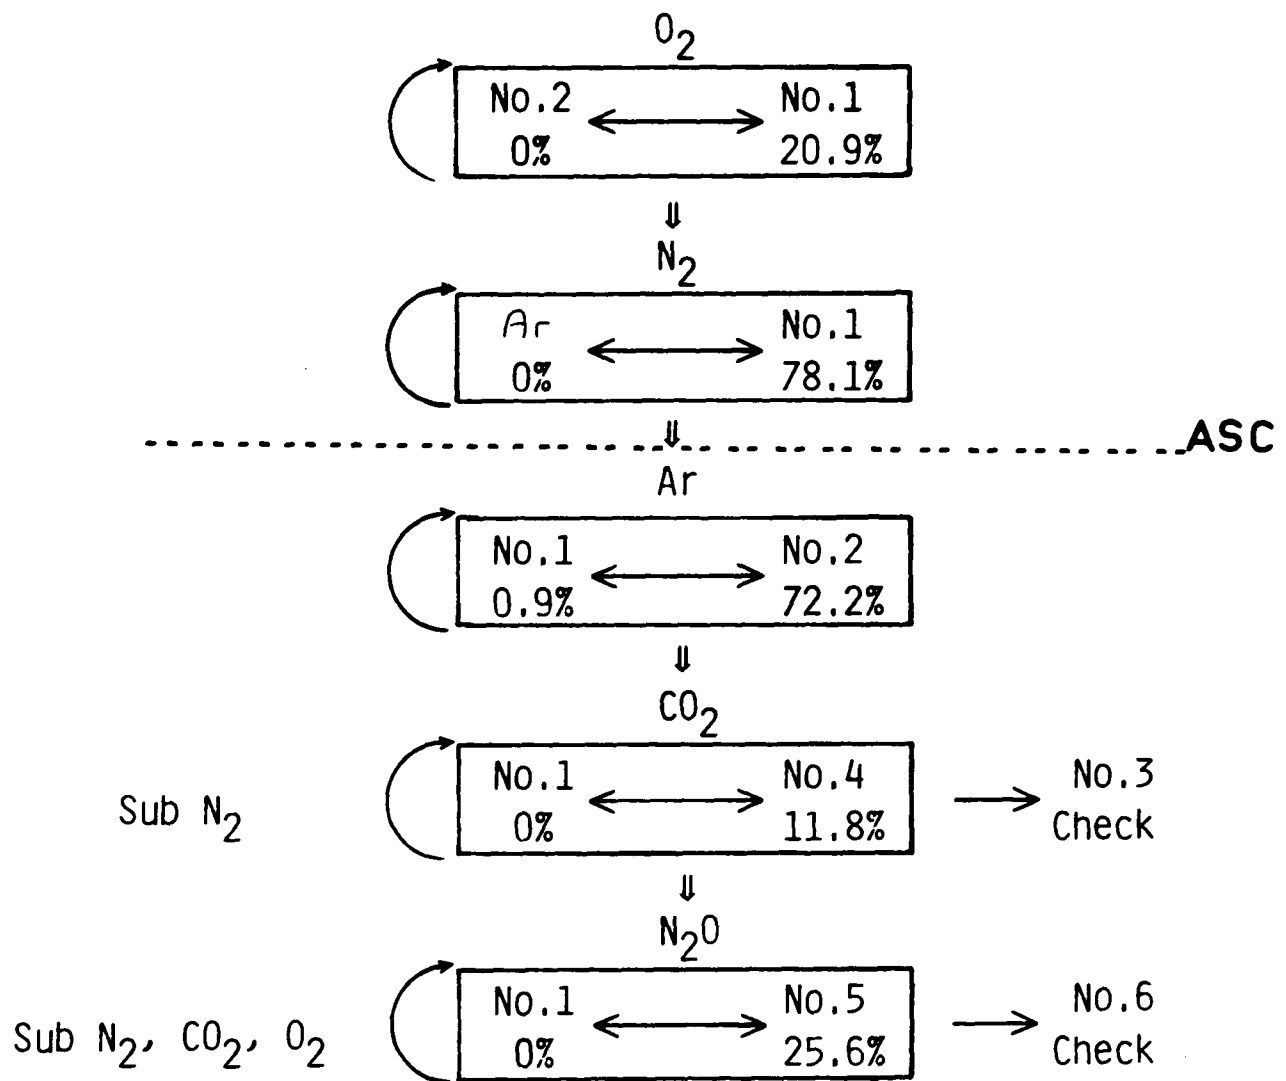 O₂
No.2 No.1
0% 20.9%
⇓
N₂
Ar No.1
0% 78.1%
⇓
ASC
Ar
No.1 No.2
0.9% 72.2%
⇓
CO₂
No.1 No.4 No.3
Sub N₂
0% 11.8% Check
⇓
N₂O
No.1 No.5 No.6
Sub N₂, CO₂, O₂
0% 25.6% Check